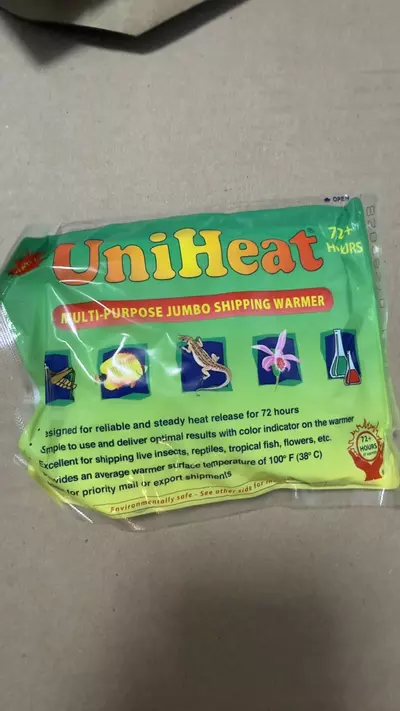 OPEN
UniHeat
72+
HOURS
MULTI-PURPOSE JUMBO SHIPPING WARMER
esigned for reliable and steady heat release for 72 hours
Simple to use and deliver optimal results with color indicator on the warmer
Excellent for shipping live insects, reptiles, tropical fish, flowers, etc.
vides an average warmer surface temperature of 100° F (38° C)
for priority mail or export shipments
72+
HOURS
Environmentally safe - See other side for